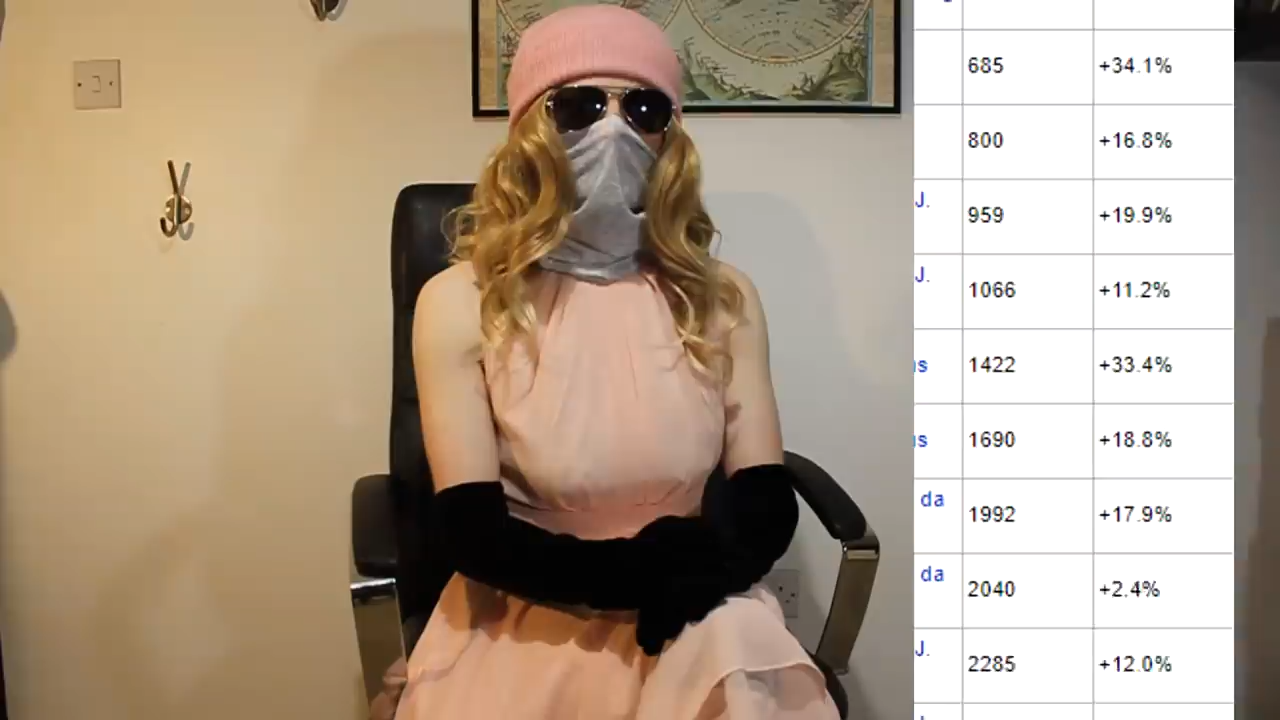 685 +34.1%
800 +16.8%
J. 959 +19.9%
J. 1066 +11.2%
s 1422 +33.4%
s 1690 +18.8%
da 1992 +17.9%
da 2040 +2.4%
J. 2285 +12.0%